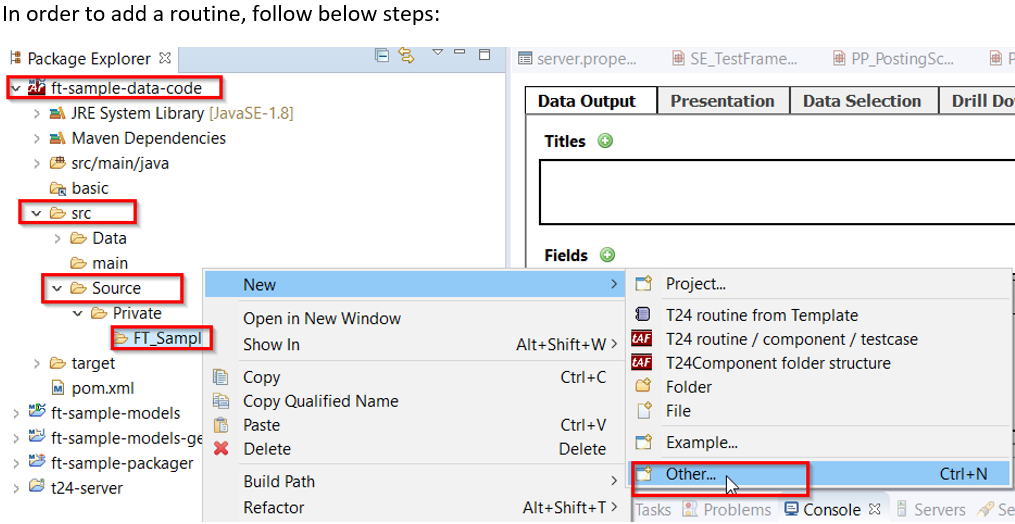 In order to add a routine, follow below steps:
Package Explorer
ft-sample-data-code
JRE System Library [JavaSE-1.8]
Maven Dependencies
src/main/java
basic
src
Data
main
Source
Private
FT_Sampl
target
pom.xml
ft-sample-models
ft-sample-models-ge
ft-sample-packager
t24-server
New
Open in New Window
Show In Alt+Shift+W
Copy Ctrl+C
Copy Qualified Name
Paste Ctrl+V
Delete Delete
Build Path
Refactor Alt+Shift+T
server.prope... SE_TestFrame... PP_PostingSc... P
Data Output Presentation Data Selection Drill Do
Titles
Fields
Project...
T24 routine from Template
T24 routine / component / testcase
T24Component folder structure
Folder
File
Example...
Other... Ctrl+N
Tasks Problems Console Servers Se